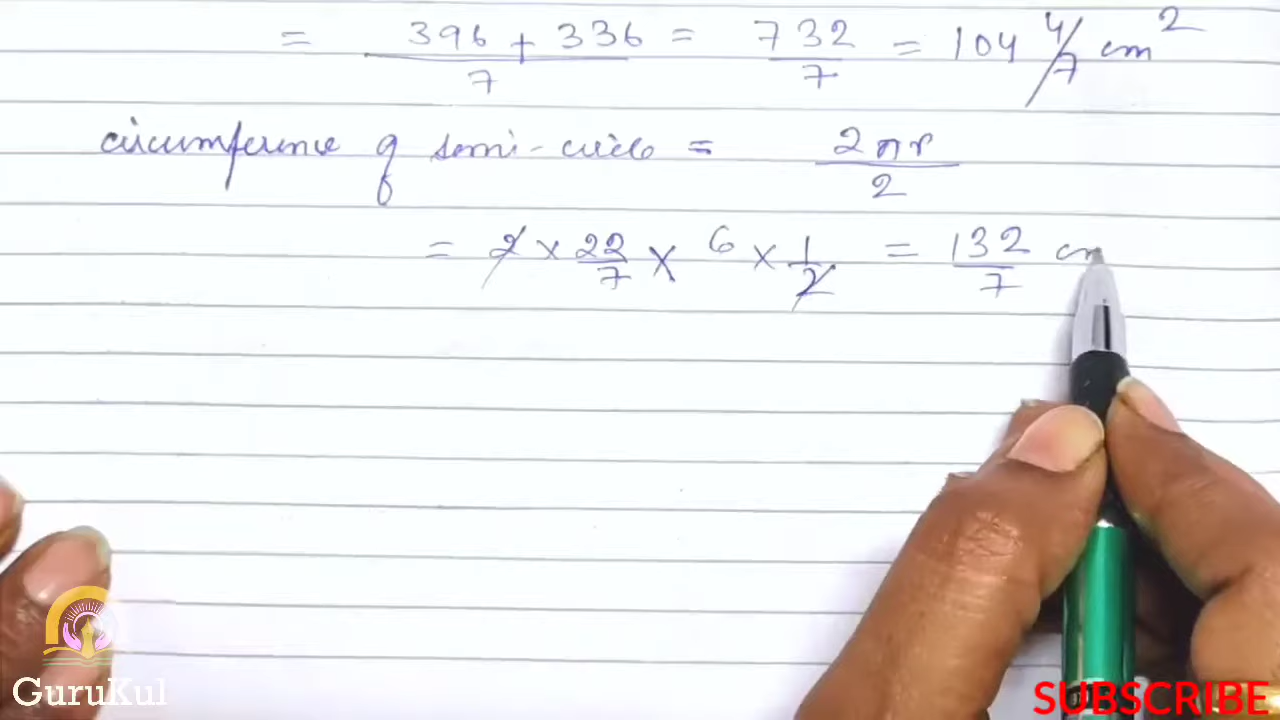 = 396 + 336 / 7 = 732 / 7 = 104 4/7 cm²
circumference of semi-circle = 2πr / 2
= 2 × 22/7 × 6 × 1/2 = 132/7 cm
GuruKul
SUBSCRIBE